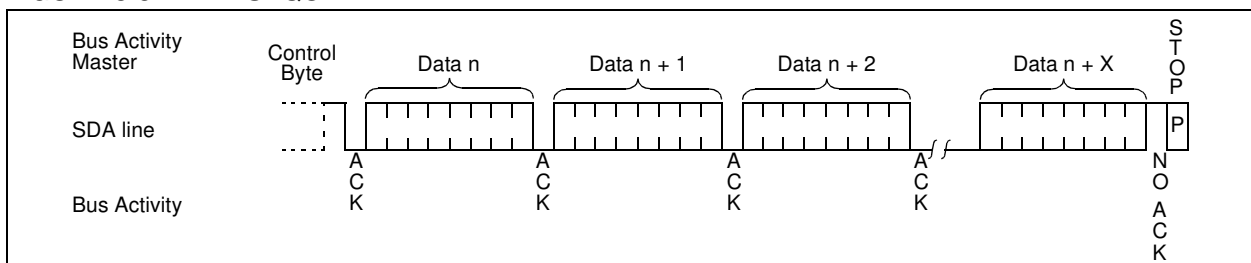 Bus Activity
Master
Control
Byte
Data n
Data n + 1
Data n + 2
Data n + X
S
T
O
P
SDA line
P
A
C
K
A
C
K
A
C
K
A
C
K
N
O
A
C
K
Bus Activity